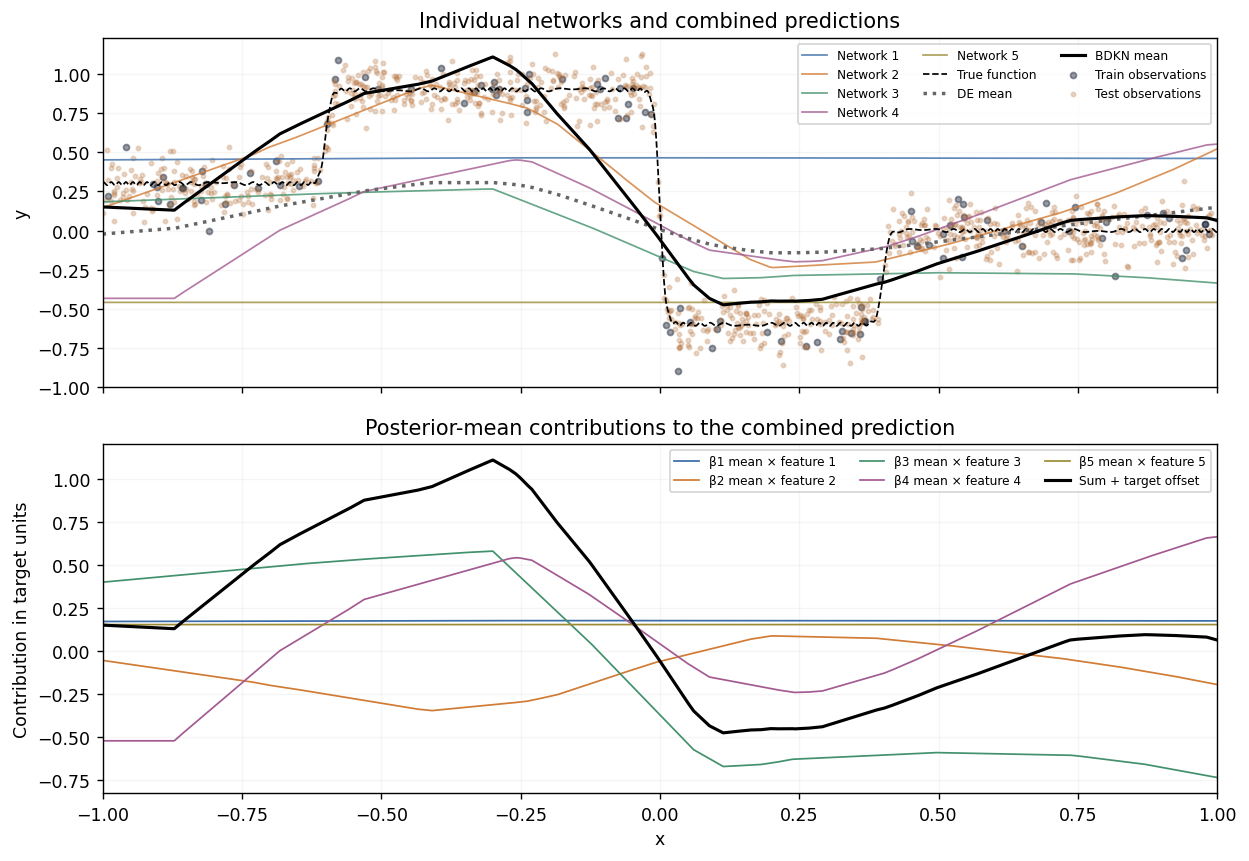 Individual networks and combined predictions
1.00
0.75
0.50
0.25
0.00
−0.25
−0.50
−0.75
−1.00
y
Network 1
Network 2
Network 3
Network 4
Network 5
True function
DE mean
BDKN mean
Train observations
Test observations
Posterior-mean contributions to the combined prediction
1.00
0.75
0.50
0.25
0.00
−0.25
−0.50
−0.75
Contribution in target units
β1 mean × feature 1
β2 mean × feature 2
β3 mean × feature 3
β4 mean × feature 4
β5 mean × feature 5
Sum + target offset
−1.00 −0.75 −0.50 −0.25 0.00 0.25 0.50 0.75 1.00
x